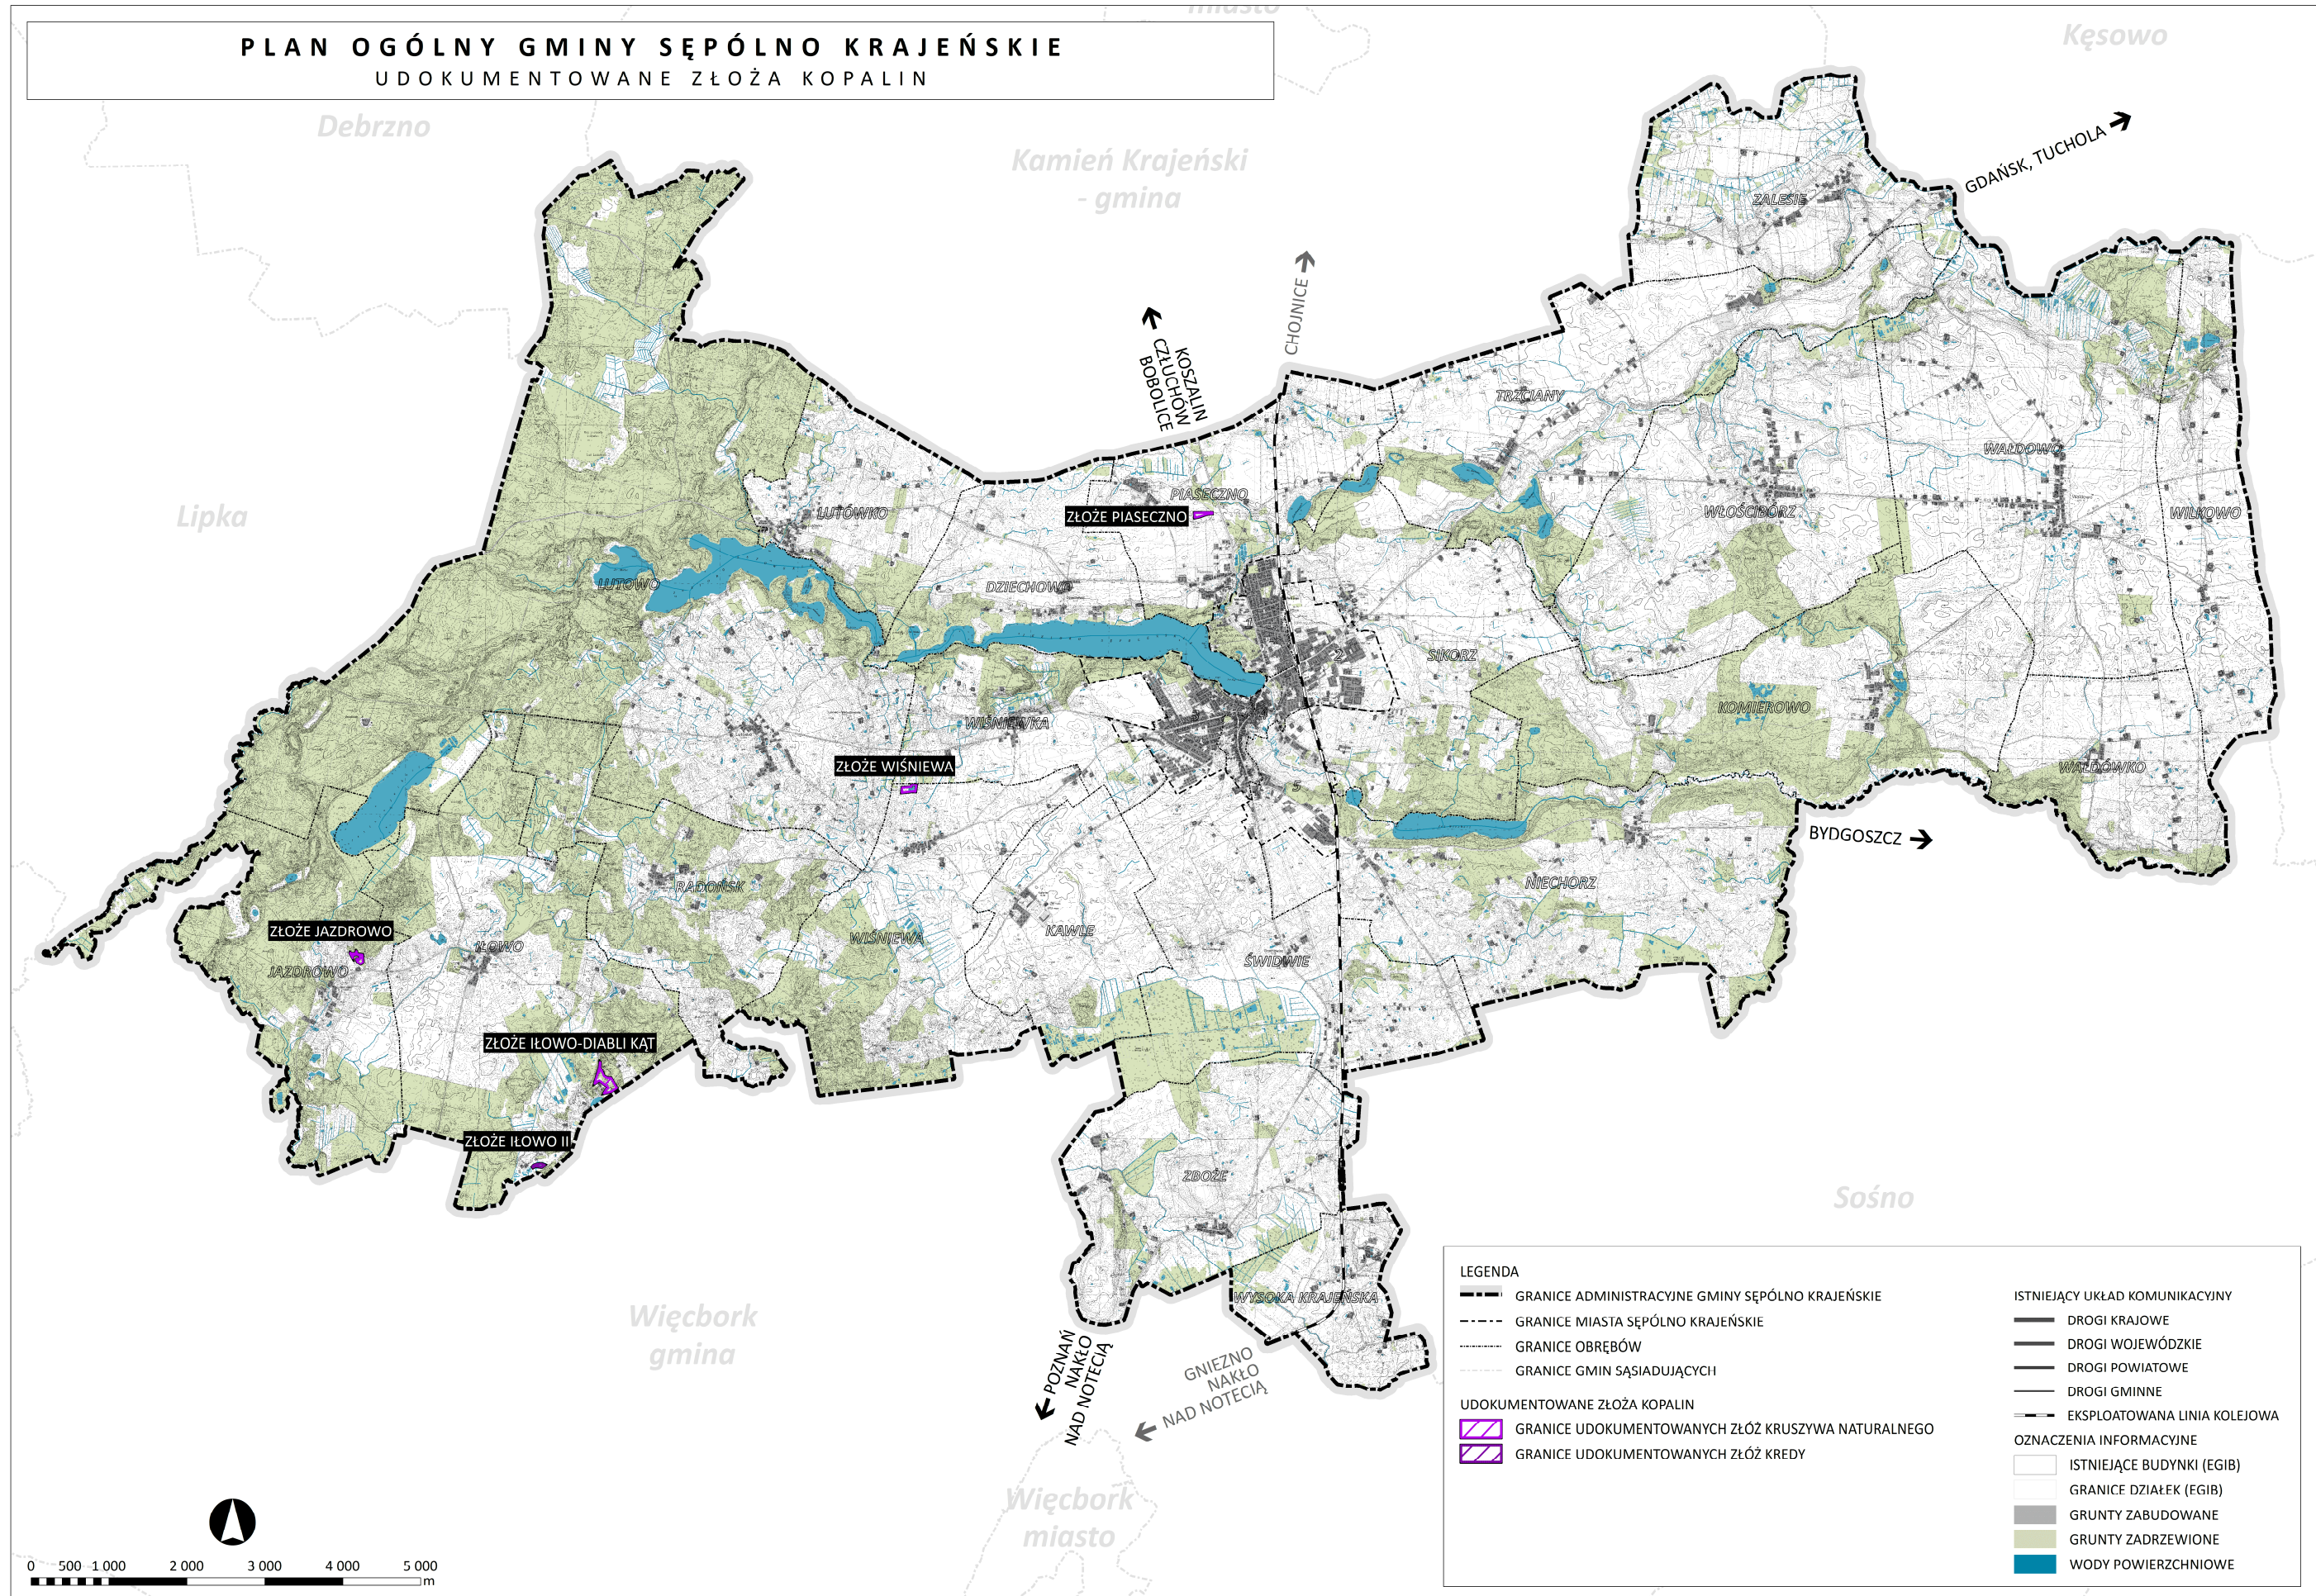 miasto
PLAN OGÓLNY GMINY SĘPÓLNO KRAJEŃSKIE
UDOKUMENTOWANE ZŁOŻA KOPALIN
Kęsowo
Debrzno
Kamień Krajeński
- gmina
GDAŃSK, TUCHOLA
ZALESIE
CHOJNICE
KOSZALIN
CZŁUCHÓW
BOBOLICE
TRZCIANY
WAŁDOWO
Lipka
LUTÓWKO
PIASECZNO
ZŁOŻE PIASECZNO
WŁOŚCIBÓRZ
WILKOWO
LUTOWO
DZIECHOWO
1
2
SIKORZ
WIŚNIEWKA
3
KOMIEROWO
ZŁOŻE WIŚNIEWA
WAŁDÓWKO
5
BYDGOSZCZ
RADOŃSK
NIECHORZ
ZŁOŻE JAZDROWO
IŁOWO
WIŚNIEWA
KAWLE
JAZDROWO
ŚWIDWIE
ZŁOŻE IŁOWO-DIABLI KĄT
ZŁOŻE IŁOWO II
ZBOŻE
Sośno
WYSOKA KRAJEŃSKA
Więcbork
gmina
POZNAŃ
NAKŁO
NAD NOTECIĄ
GNIEZNO
NAKŁO
NAD NOTECIĄ
Więcbork
miasto
LEGENDA
GRANICE ADMINISTRACYJNE GMINY SĘPÓLNO KRAJEŃSKIE
GRANICE MIASTA SĘPÓLNO KRAJEŃSKIE
GRANICE OBRĘBÓW
GRANICE GMIN SĄSIADUJĄCYCH
UDOKUMENTOWANE ZŁOŻA KOPALIN
GRANICE UDOKUMENTOWANYCH ZŁÓŻ KRUSZYWA NATURALNEGO
GRANICE UDOKUMENTOWANYCH ZŁÓŻ KREDY
ISTNIEJĄCY UKŁAD KOMUNIKACYJNY
DROGI KRAJOWE
DROGI WOJEWÓDZKIE
DROGI POWIATOWE
DROGI GMINNE
EKSPLOATOWANA LINIA KOLEJOWA
OZNACZENIA INFORMACYJNE
ISTNIEJĄCE BUDYNKI (EGIB)
GRANICE DZIAŁEK (EGIB)
GRUNTY ZABUDOWANE
GRUNTY ZADRZEWIONE
WODY POWIERZCHNIOWE
0 500 1 000 2 000 3 000 4 000 5 000
m